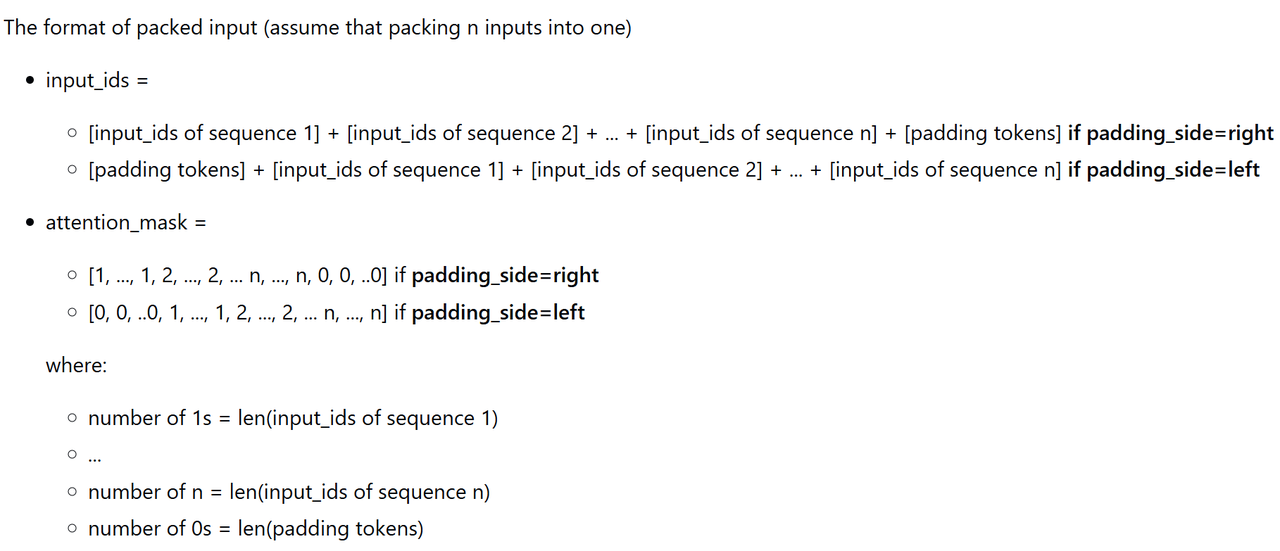 The format of packed input (assume that packing n inputs into one)
• input_ids =
○ [input_ids of sequence 1] + [input_ids of sequence 2] + ... + [input_ids of sequence n] + [padding tokens] if padding_side=right
○ [padding tokens] + [input_ids of sequence 1] + [input_ids of sequence 2] + ... + [input_ids of sequence n] if padding_side=left
• attention_mask =
○ [1, ..., 1, 2, ..., 2, ... n, ..., n, 0, 0, ..0] if padding_side=right
○ [0, 0, ..0, 1, ..., 1, 2, ..., 2, ... n, ..., n] if padding_side=left
where:
○ number of 1s = len(input_ids of sequence 1)
○ ...
○ number of n = len(input_ids of sequence n)
○ number of 0s = len(padding tokens)